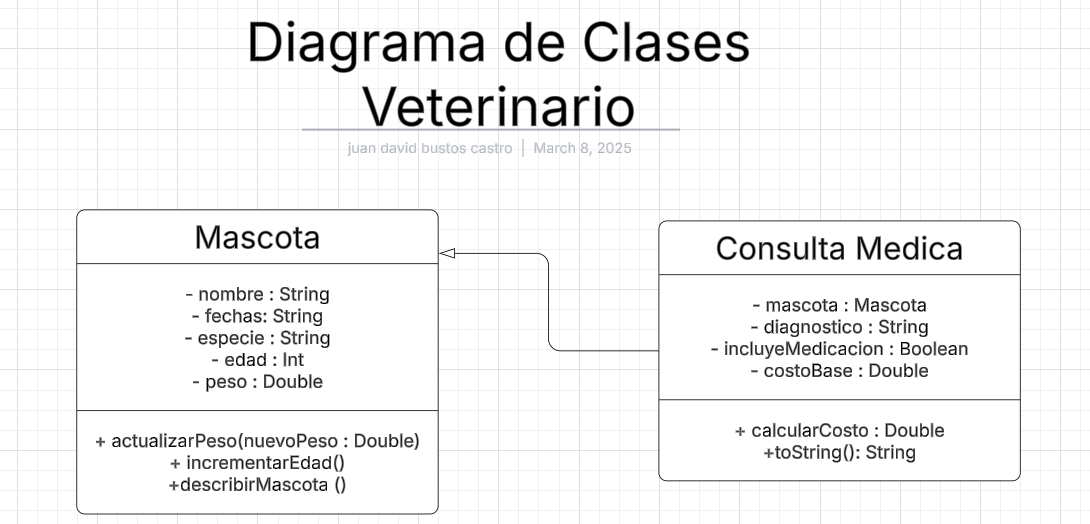 Diagrama de Clases
Veterinario
juan david bustos castro | March 8, 2025
Mascota
- nombre : String
- fechas: String
- especie : String
- edad : Int
- peso : Double
+ actualizarPeso(nuevoPeso : Double)
+ incrementarEdad()
+describirMascota ()
Consulta Medica
- mascota : Mascota
- diagnostico : String
- incluyeMedicacion : Boolean
- costoBase : Double
+ calcularCosto : Double
+toString(): String